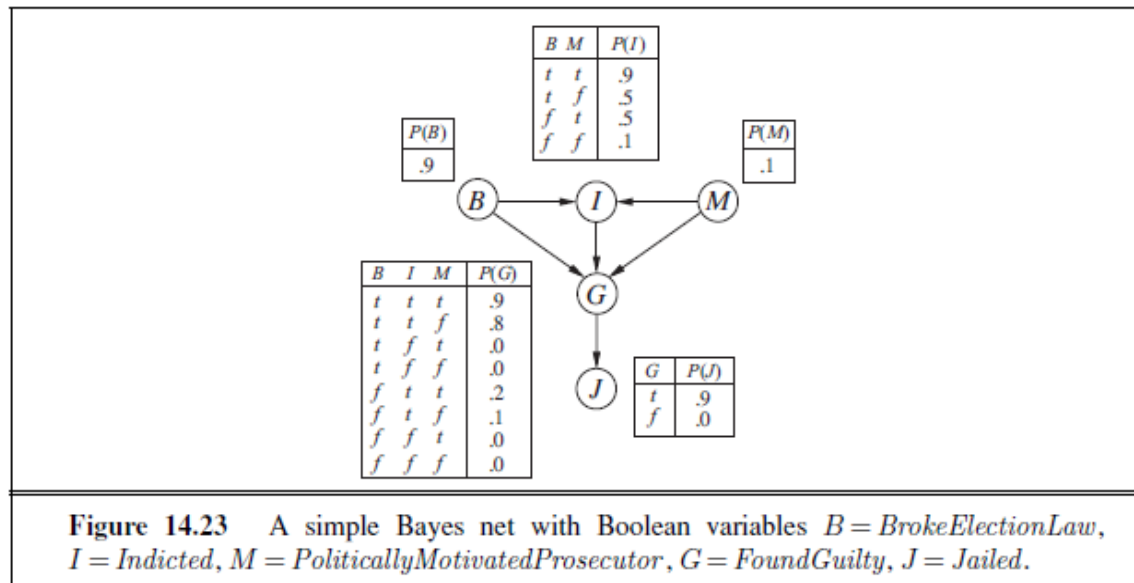 B M P(I)
t t .9
t f .5
f t .5
f f .1
P(B)
.9
P(M)
.1
B
I
M
B I M P(G)
t t t .9
t t f .8
t f t .0
t f f .0
f t t .2
f t f .1
f f t .0
f f f .0
G
J
G P(J)
t .9
f .0
Figure 14.23 A simple Bayes net with Boolean variables B = BrokeElectionLaw,
I = Indicted, M = PoliticallyMotivatedProsecutor, G = FoundGuilty, J = Jailed.